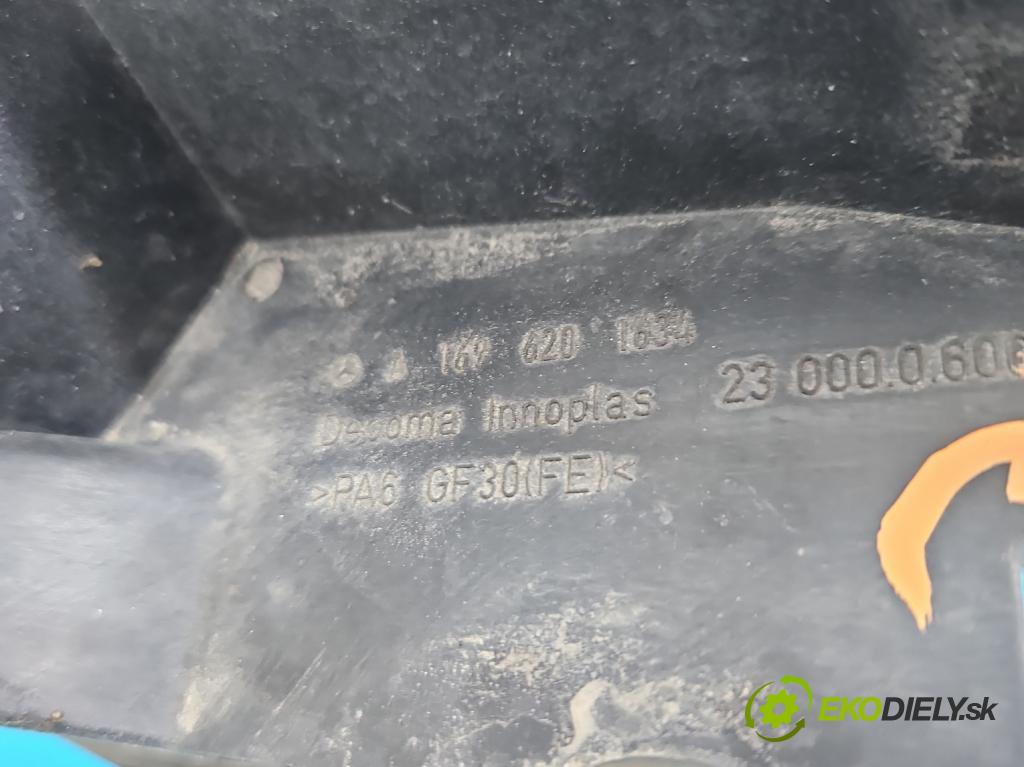 A 169 620 1634
23 000.0.606
Decoma Innoplas
>PA6 GF30(FE)<
EKODIELY.sk